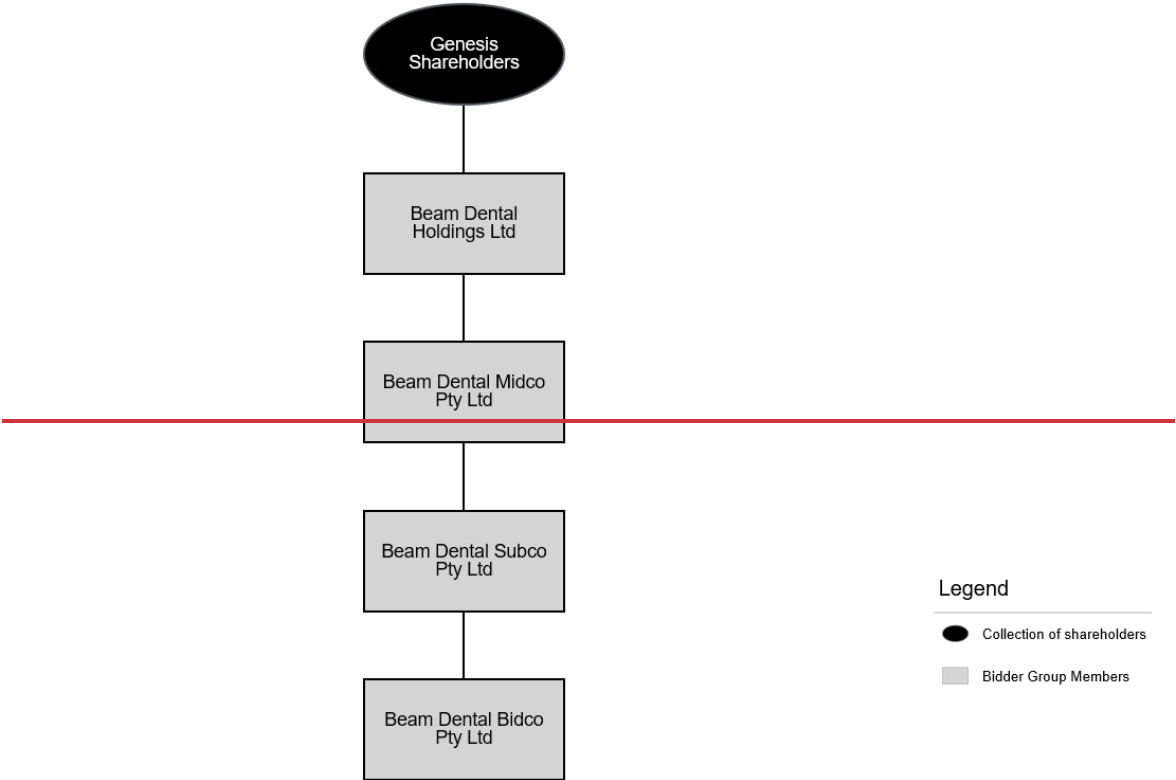 Genesis
Shareholders
Beam Dental
Holdings Ltd
Beam Dental Midco
Pty Ltd
Beam Dental Subco
Pty Ltd
Beam Dental Bidco
Pty Ltd
Legend
Collection of shareholders
Bidder Group Members